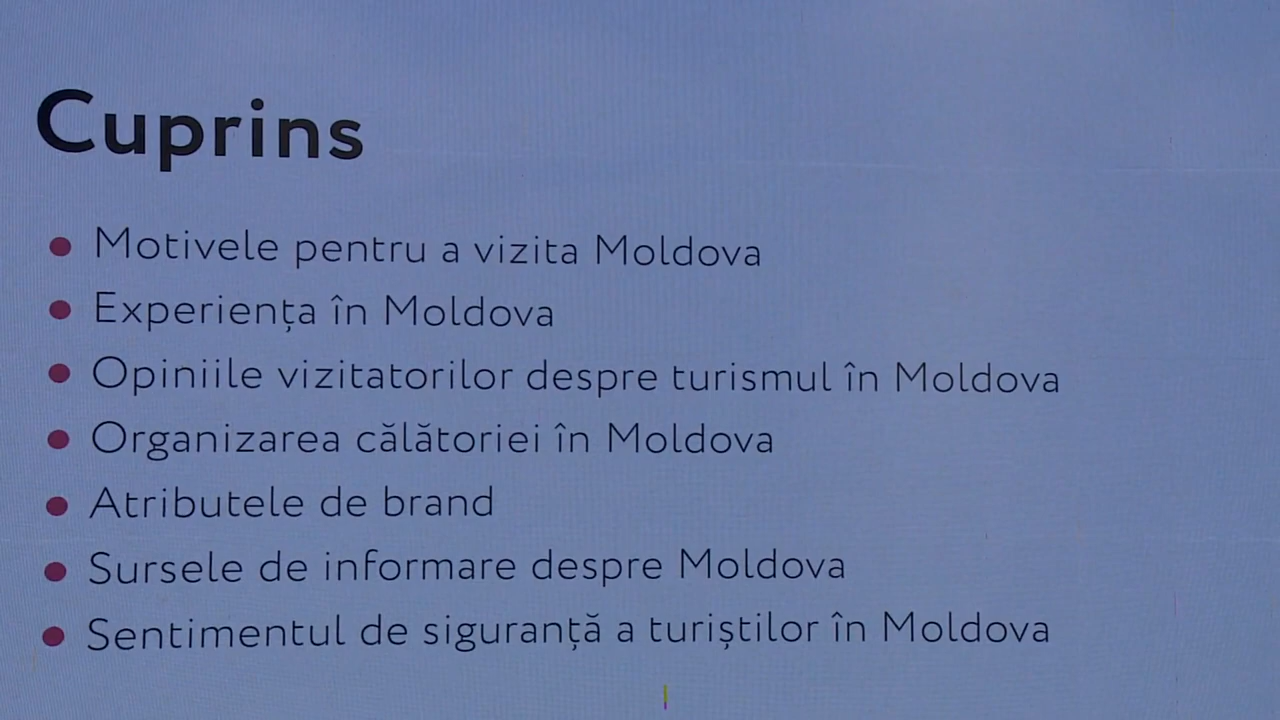 Cuprins
Motivele pentru a vizita Moldova
Experiența în Moldova
Opiniile vizitatorilor despre turismul în Moldova
Organizarea călătoriei în Moldova
Atributele de brand
Sursele de informare despre Moldova
Sentimentul de siguranță a turiștilor în Moldova